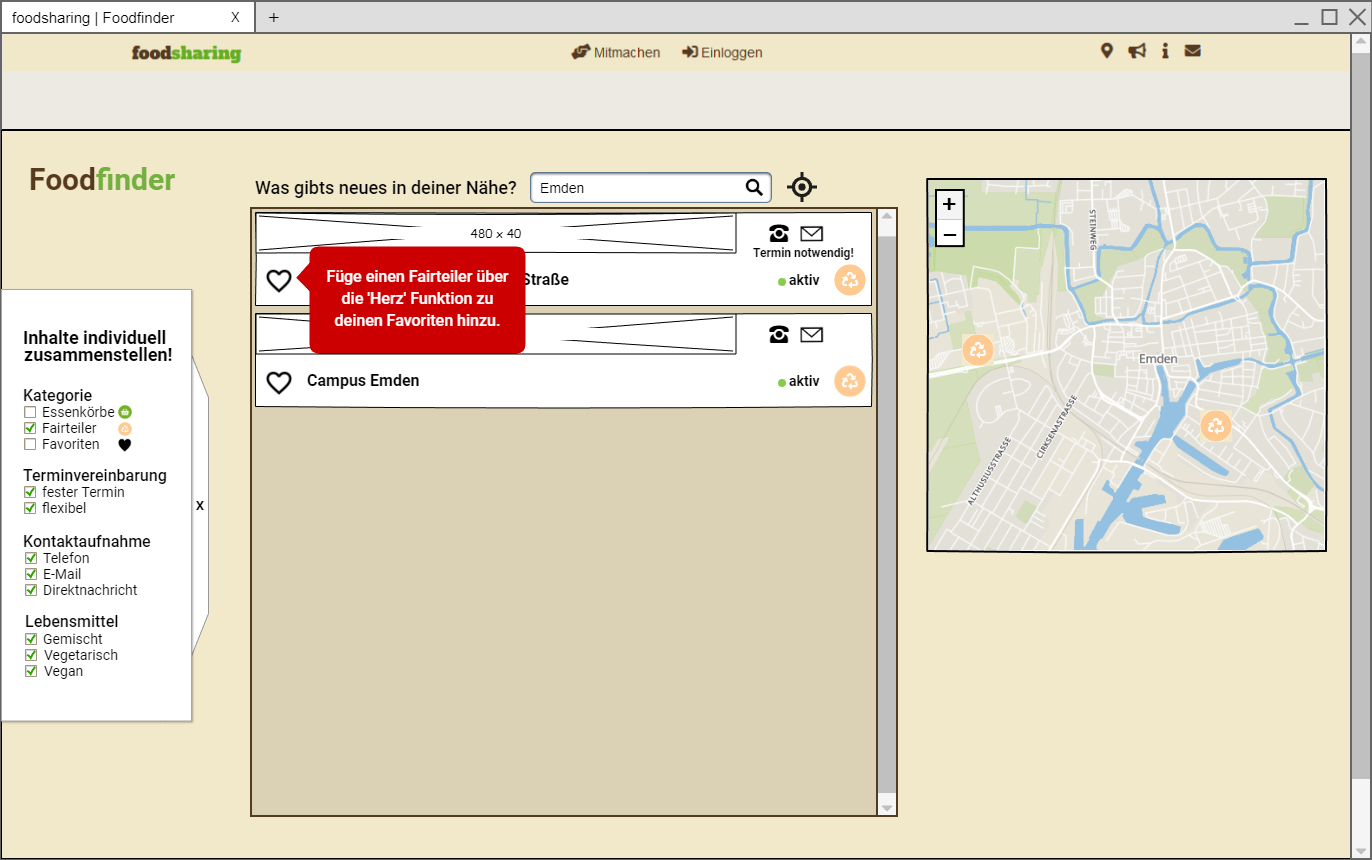 foodsharing | Foodfinder X +
foodsharing
Mitmachen Einloggen
Foodfinder
Was gibts neues in deiner Nähe? Emden
480 x 40
Termin notwendig!
Füge einen Fairteiler über
die 'Herz' Funktion zu
deinen Favoriten hinzu.
Straße
aktiv
Campus Emden
aktiv
Inhalte individuell
zusammenstellen!
Kategorie
Essenkörbe
Fairteiler
Favoriten
Terminvereinbarung
fester Termin
flexibel
Kontaktaufnahme
Telefon
E-Mail
Direktnachricht
Lebensmittel
Gemischt
Vegetarisch
Vegan
x
+
−
STEINWEG
Emden
CIRKSENASTRASSE
ALTHUSIUSSTRASSE